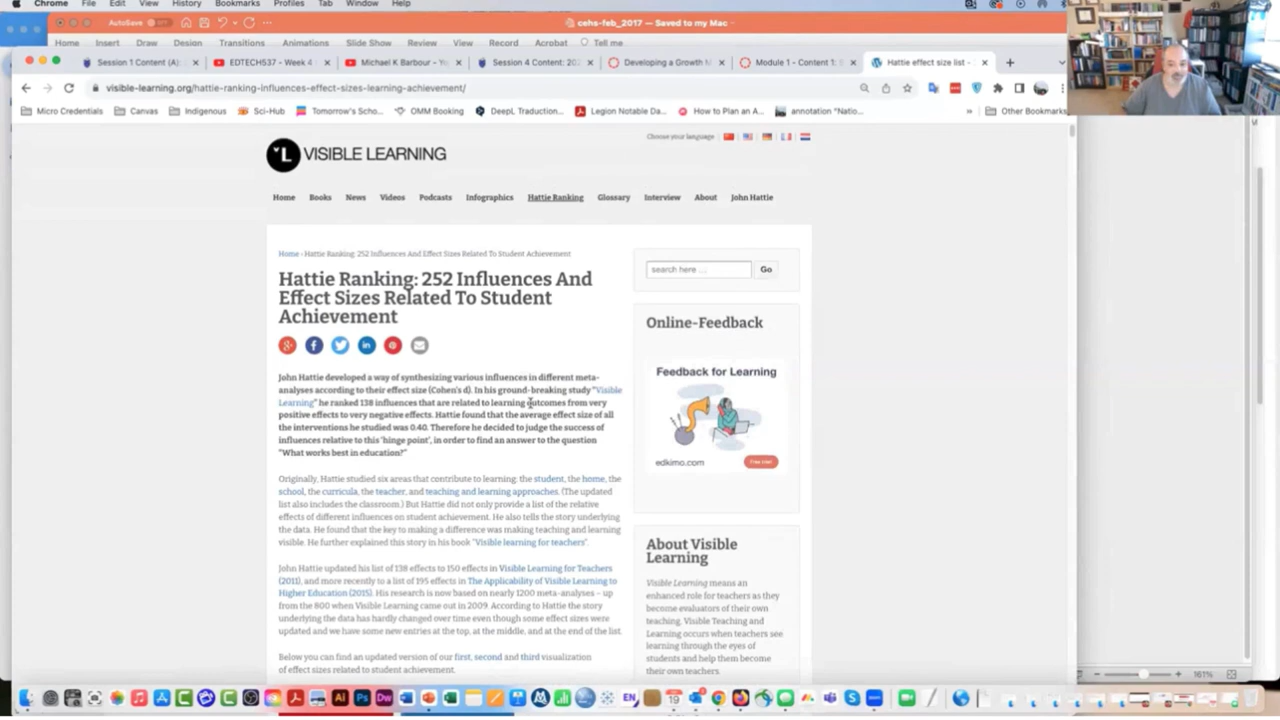 Chrome File Edit View History Bookmarks Profiles Tab Window Help
AutoSave cehs-feb_2017 — Saved to my Mac
Home Insert Draw Design Transitions Animations Slide Show Review View Record Acrobat Tell me
Session 1 Content (A): EDTECH537 - Week 4 Michael K Barbour - Session 4 Content: 20 Developing a Growth M Module 1 - Content 1: Hattie effect size list -
visible-learning.org/hattie-ranking-influences-effect-sizes-learning-achievement/
Micro Credentials Canvas Indigenous Sci-Hub Tomorrow's Scho... OMM Booking DeepL Traduction... Legion Notable Da... How to Plan an A... annotation "Natio... » Other Bookmarks
Choose your language
VISIBLE LEARNING
Home Books News Videos Podcasts Infographics Hattie Ranking Glossary Interview About John Hattie
Home › Hattie Ranking: 252 Influences And Effect Sizes Related To Student Achievement
Hattie Ranking: 252 Influences And
Effect Sizes Related To Student
Achievement
John Hattie developed a way of synthesizing various influences in different meta-
analyses according to their effect size (Cohen's d). In his ground-breaking study "Visible
Learning" he ranked 138 influences that are related to learning outcomes from very
positive effects to very negative effects. Hattie found that the average effect size of all
the interventions he studied was 0.40. Therefore he decided to judge the success of
influences relative to this 'hinge point', in order to find an answer to the question
"What works best in education?"
Originally, Hattie studied six areas that contribute to learning: the student, the home, the
school, the curricula, the teacher, and teaching and learning approaches. (The updated
list also includes the classroom.) But Hattie did not only provide a list of the relative
effects of different influences on student achievement. He also tells the story underlying
the data. He found that the key to making a difference was making teaching and learning
visible. He further explained this story in his book "Visible learning for teachers".
John Hattie updated his list of 138 effects to 150 effects in Visible Learning for Teachers
(2011), and more recently to a list of 195 effects in The Applicability of Visible Learning to
Higher Education (2015). His research is now based on nearly 1200 meta-analyses – up
from the 800 when Visible Learning came out in 2009. According to Hattie the story
underlying the data has hardly changed over time even though some effect sizes were
updated and we have some new entries at the top, at the middle, and at the end of the list.
Below you can find an updated version of our first, second and third visualization
of effect sizes related to student achievement.
search here ... Go
Online-Feedback
Feedback for Learning
edkimo.com Free trial!
About Visible
Learning
Visible Learning means an
enhanced role for teachers as they
become evaluators of their own
teaching. Visible Teaching and
Learning occurs when teachers see
learning through the eyes of
students and help them become
their own teachers.
161%